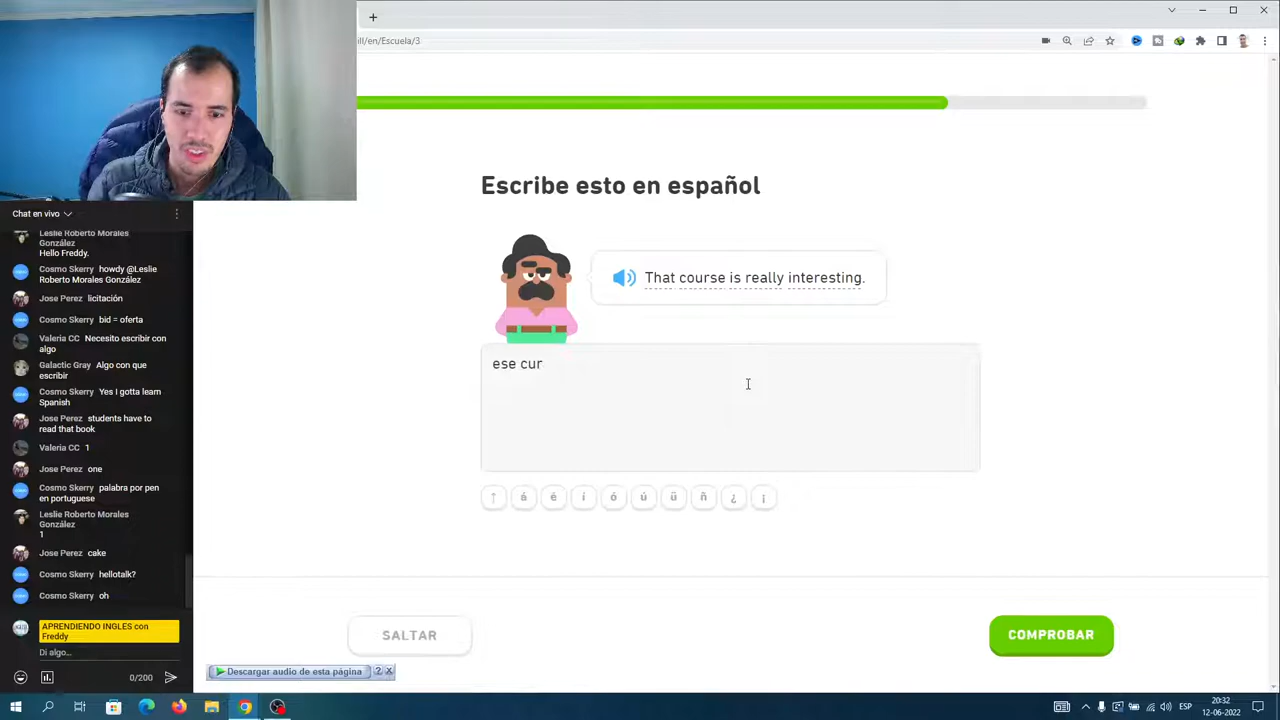 ill/en/Escuela/3
Chat en vivo
Leslie Roberto Morales
González
Hello Freddy.
Cosmo Skerry howdy @Leslie
Roberto Morales González
Jose Perez licitación
Cosmo Skerry bid = oferta
Valeria CC Necesito escribir con
algo
Galactic Gray Algo con que
escribir
Cosmo Skerry Yes I gotta learn
Spanish
Jose Perez students have to
read that book
Valeria CC 1
Jose Perez one
Cosmo Skerry palabra por pen
en portuguese
Leslie Roberto Morales
González
1
Jose Perez cake
Cosmo Skerry hellotalk?
Cosmo Skerry oh
APRENDIENDO INGLES con
Freddy
Di algo...
0/200
Escribe esto en español
That course is really interesting.
ese cur
↑ á é í ó ú ü ñ ¿ ¡
SALTAR
COMPROBAR
Descargar audio de esta página ? X
ESP
20:32
12-06-2022